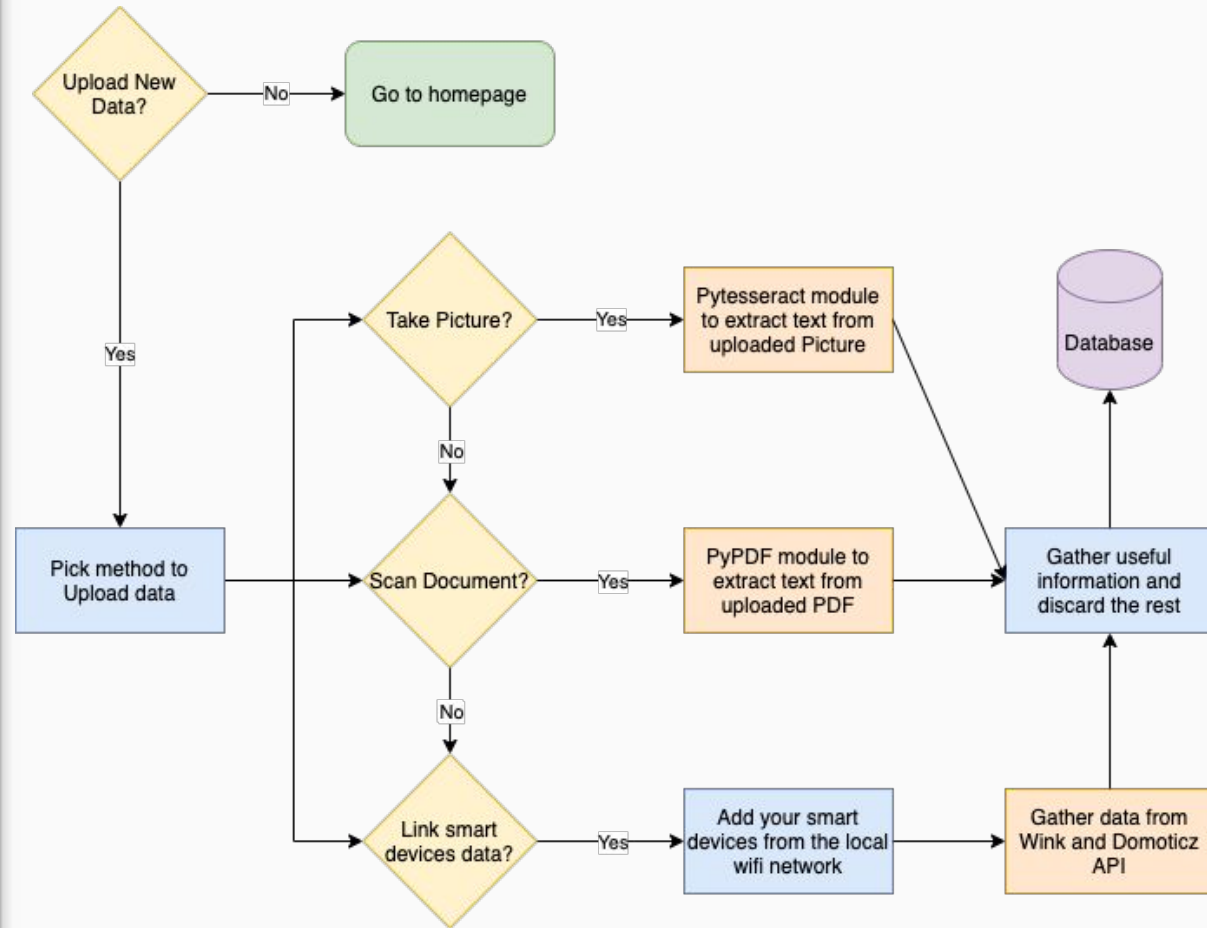 Upload New
Data?
No
Go to homepage
Yes
Take Picture?
Yes
Pytesseract module
to extract text from
uploaded Picture
Database
No
Pick method to
Upload data
Scan Document?
Yes
PyPDF module to
extract text from
uploaded PDF
Gather useful
information and
discard the rest
No
Link smart
devices data?
Yes
Add your smart
devices from the local
wifi network
Gather data from
Wink and Domoticz
API